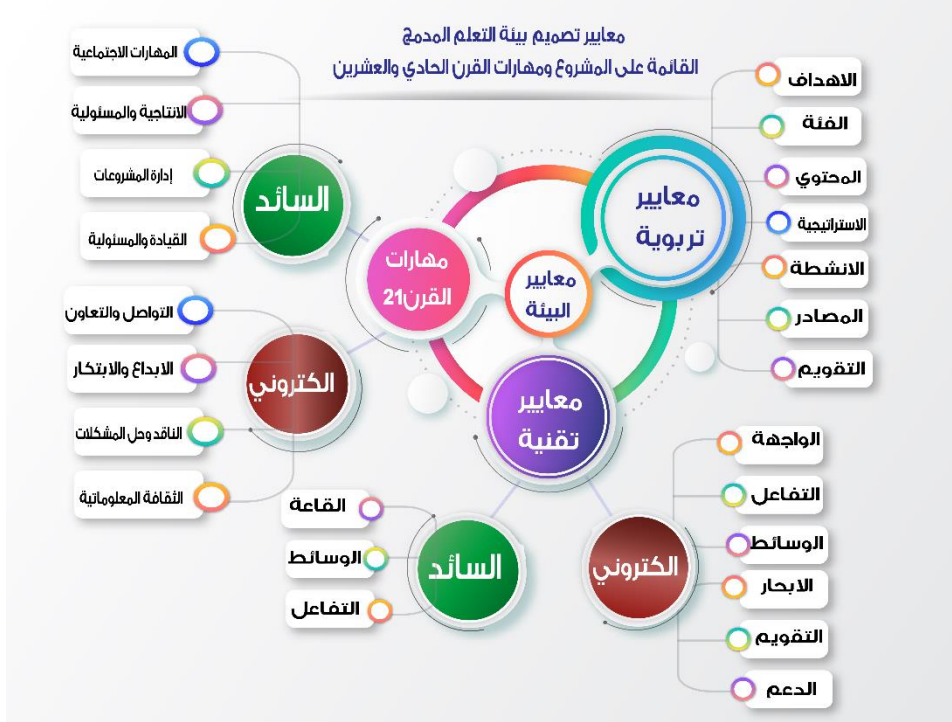 معايير تصميم بيئة التعلم المدمج
القائمة على المشروع ومهارات القرن الحادي والعشرين
معايير
البيئة
معايير
تربوية
الاهداف
الفئة
المحتوي
الاستراتيجية
الانشطة
المصادر
التقويم
مهارات
القرن21
السائد
المهارات الاجتماعية
الانتاجية والمسئولية
إدارة المشروعات
القيادة والمسئولية
الكتروني
التواصل والتعاون
الابداع والابتكار
الناقد وحل المشكلات
الثقافة المعلوماتية
معايير
تقنية
الكتروني
الواجهة
التفاعل
الوسائط
الابحار
التقويم
الدعم
السائد
القاعة
الوسائط
التفاعل